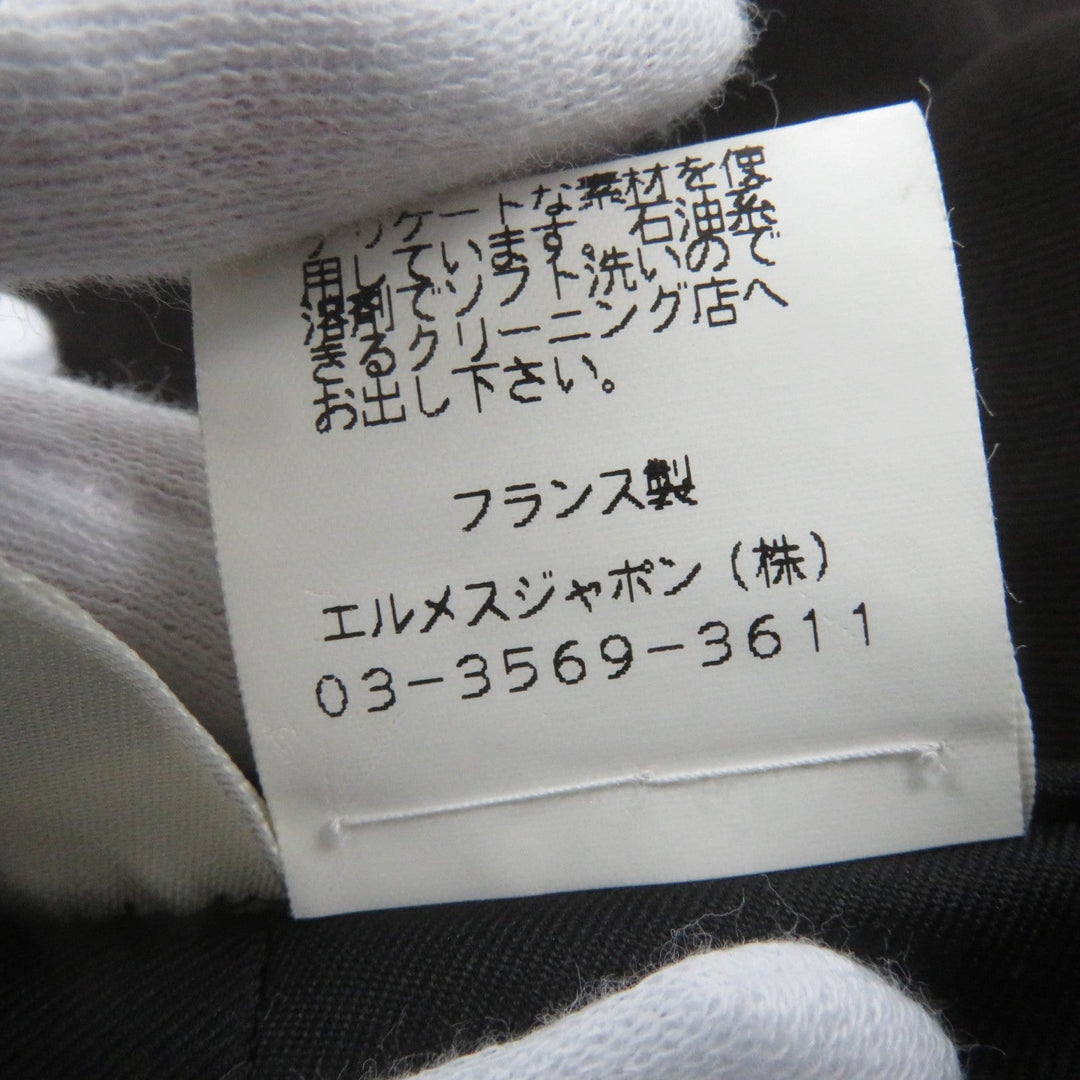 デリケートな素材を使
用しています。石油系
溶剤でソフト洗いので
きるクリーニング店へ
お出し下さい。
フランス製
エルメスジャポン(株)
03-3569-3611